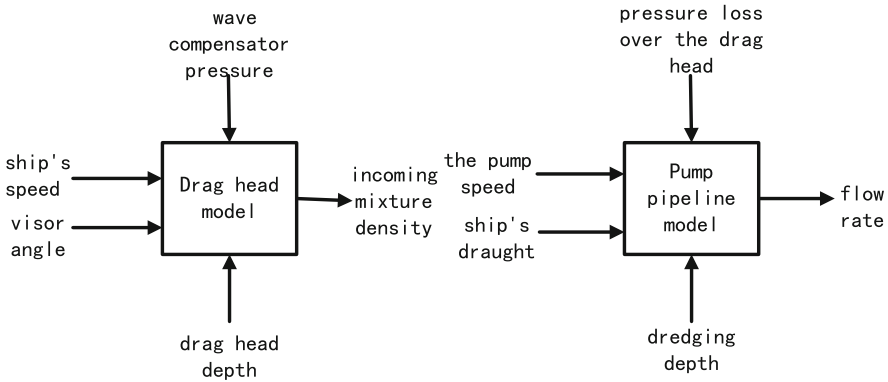 wave
compensator
pressure
ship's
speed
visor
angle
Drag head
model
incoming
mixture
density
drag head
depth
pressure loss
over the drag
head
the pump
speed
ship's
draught
Pump
pipeline
model
flow
rate
dredging
depth